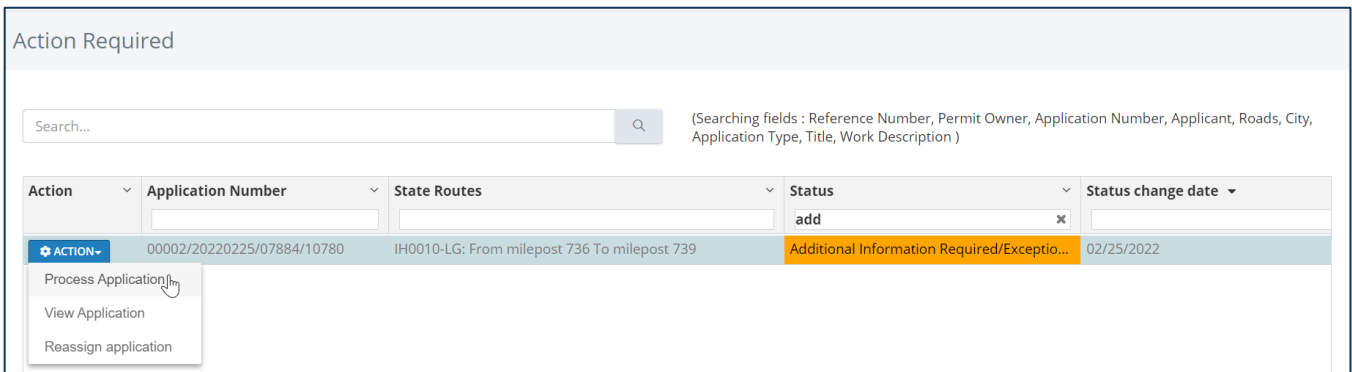 Action Required
Search...
(Searching fields : Reference Number, Permit Owner, Application Number, Applicant, Roads, City,
Application Type, Title, Work Description )
Action Application Number State Routes Status Status change date
add
ACTION 00002/20220225/07884/10780 IH0010-LG: From milepost 736 To milepost 739 Additional Information Required/Exceptio... 02/25/2022
Process Application
View Application
Reassign application